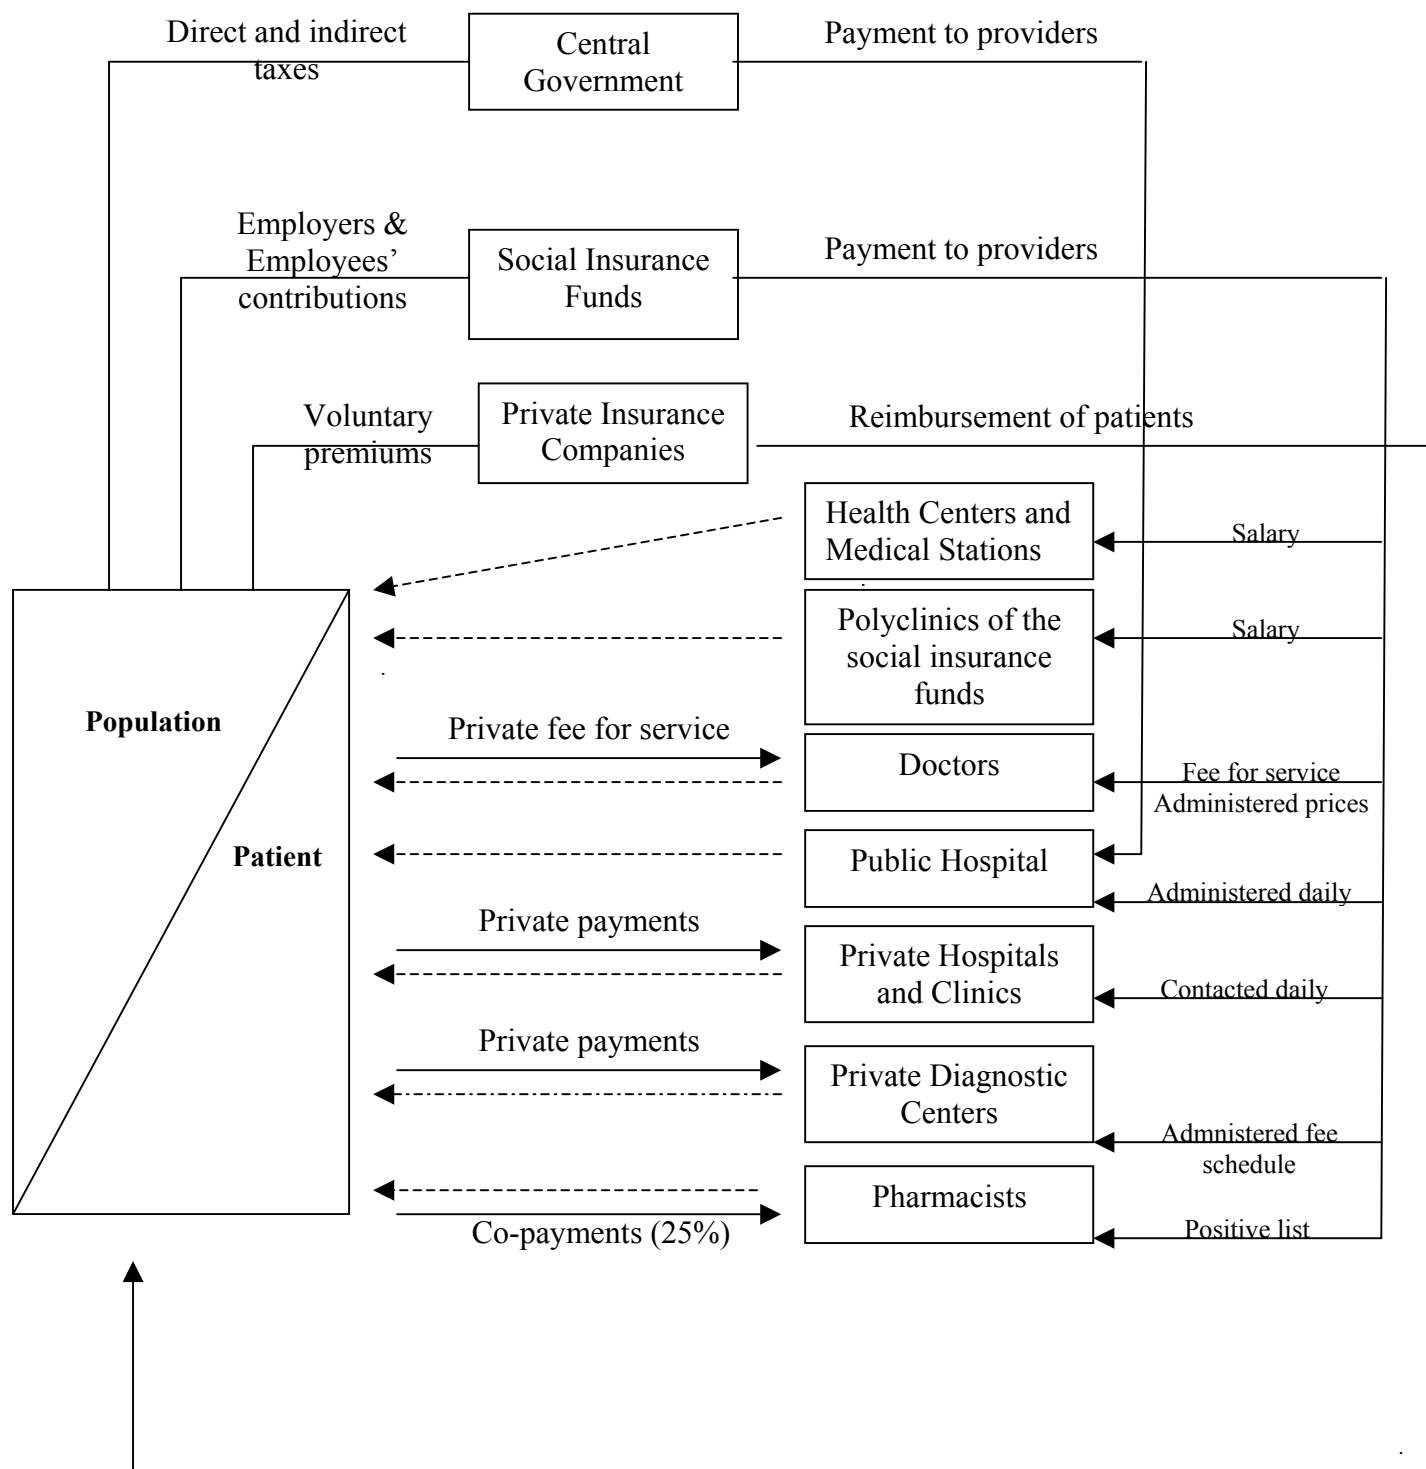 Direct and indirect
taxes
Central
Government
Payment to providers
Employers &
Employees’
contributions
Social Insurance
Funds
Payment to providers
Voluntary
premiums
Private Insurance
Companies
Reimbursement of patients
Health Centers and
Medical Stations
Salary
Polyclinics of the
social insurance
funds
Salary
Population
Patient
Private fee for service
Doctors
Fee for service
Administered prices
Public Hospital
Administered daily
Private payments
Private Hospitals
and Clinics
Contacted daily
Private payments
Private Diagnostic
Centers
Admnistered fee
schedule
Pharmacists
Co-payments (25%)
Positive list